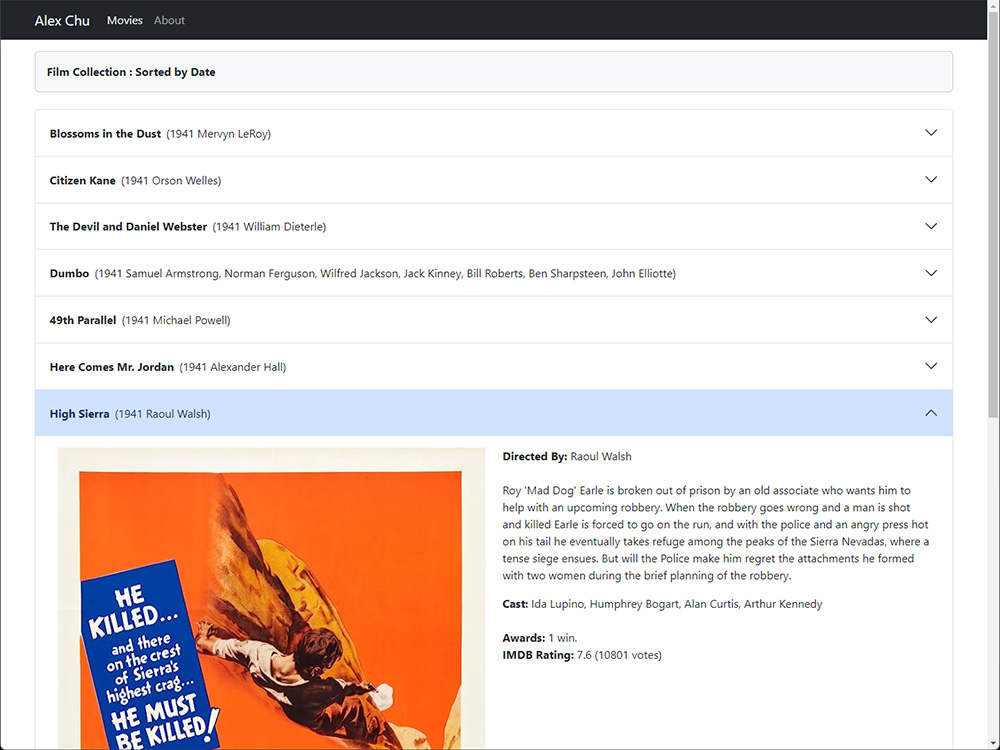 Alex Chu Movies About
Film Collection : Sorted by Date
Blossoms in the Dust (1941 Mervyn LeRoy)
Citizen Kane (1941 Orson Welles)
The Devil and Daniel Webster (1941 William Dieterle)
Dumbo (1941 Samuel Armstrong, Norman Ferguson, Wilfred Jackson, Jack Kinney, Bill Roberts, Ben Sharpsteen, John Elliotte)
49th Parallel (1941 Michael Powell)
Here Comes Mr. Jordan (1941 Alexander Hall)
High Sierra (1941 Raoul Walsh)
HE
KILLED...
and there
on the crest
of Sierra's
highest crag...
HE MUST
BE KILLED!
Directed By: Raoul Walsh
Roy 'Mad Dog' Earle is broken out of prison by an old associate who wants him to
help with an upcoming robbery. When the robbery goes wrong and a man is shot
and killed Earle is forced to go on the run, and with the police and an angry press hot
on his tail he eventually takes refuge among the peaks of the Sierra Nevadas, where a
tense siege ensues. But will the Police make him regret the attachments he formed
with two women during the brief planning of the robbery.
Cast: Ida Lupino, Humphrey Bogart, Alan Curtis, Arthur Kennedy
Awards: 1 win.
IMDB Rating: 7.6 (10801 votes)